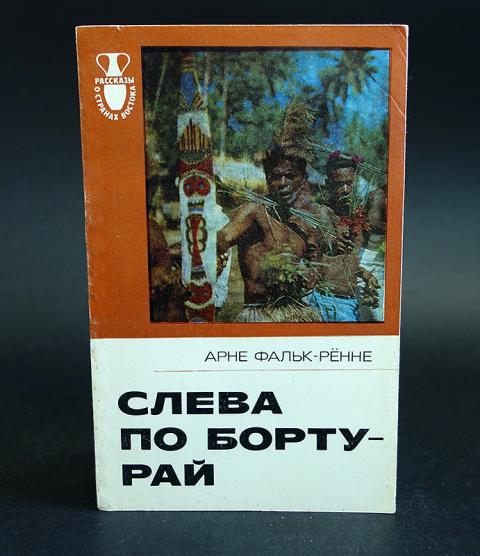 РАССКАЗЫ
О СТРАНАХ ВОСТОКА
АРНЕ ФАЛЬК-РЁННЕ
СЛЕВА
ПО БОРТУ-
РАЙ